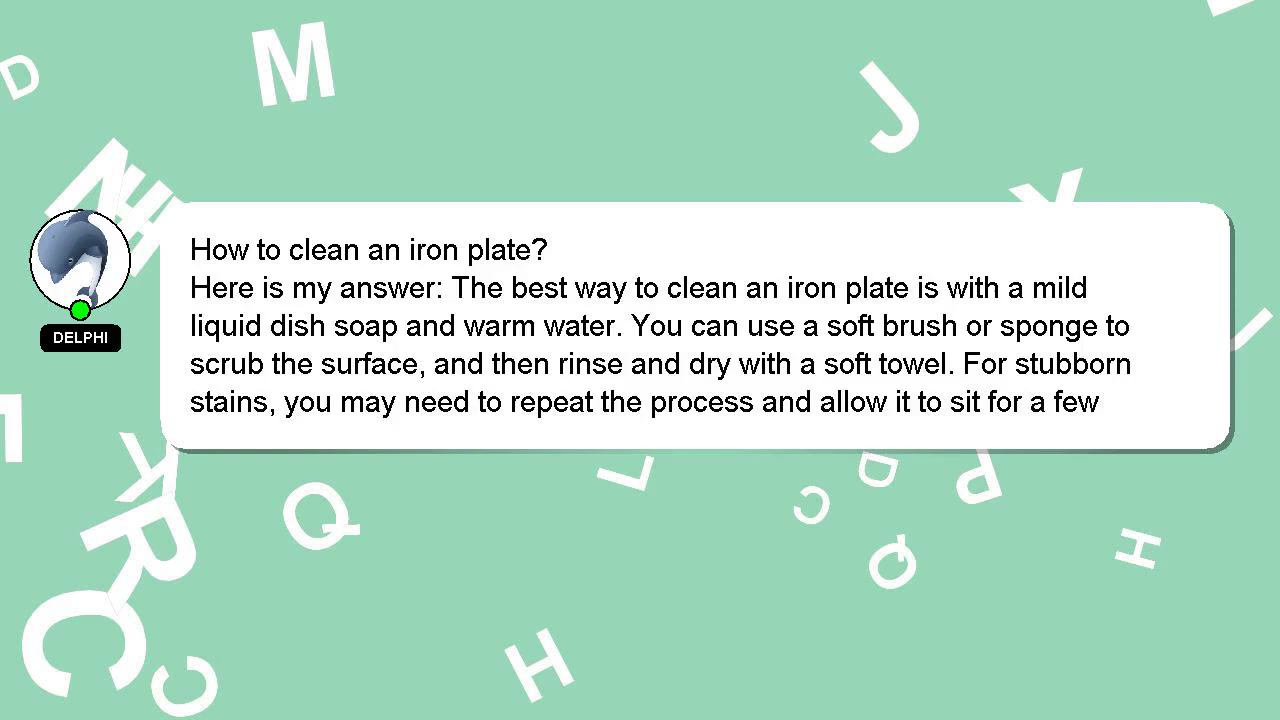 How to clean an iron plate?
Here is my answer: The best way to clean an iron plate is with a mild
liquid dish soap and warm water. You can use a soft brush or sponge to
scrub the surface, and then rinse and dry with a soft towel. For stubborn
stains, you may need to repeat the process and allow it to sit for a few
DELPHI
D
M
J
N
E
Y
L
Q
L
C
D
P
R
Q
H
C
C
H